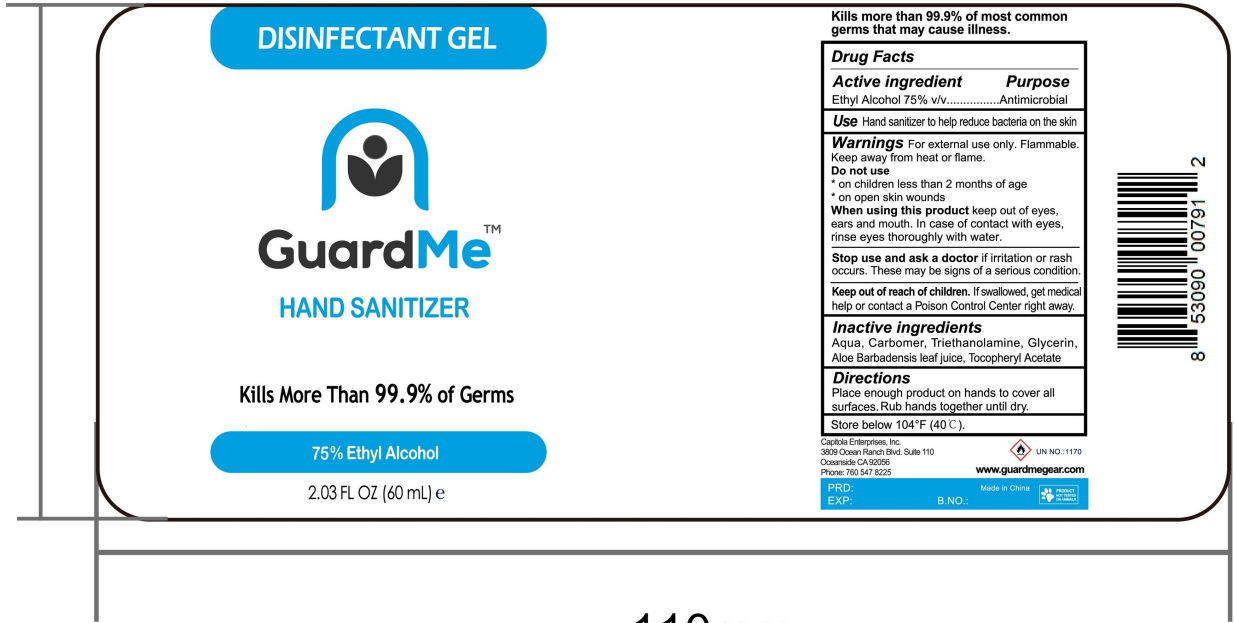 DISINFECTANT GEL
GuardMe™
HAND SANITIZER
Kills More Than 99.9% of Germs
75% Ethyl Alcohol
2.03 FL OZ (60 mL) e
Kills more than 99.9% of most common
germs that may cause illness.
Drug Facts
Active ingredient Purpose
Ethyl Alcohol 75% v/v................Antimicrobial
Use Hand sanitizer to help reduce bacteria on the skin
Warnings For external use only. Flammable.
Keep away from heat or flame.
Do not use
* on children less than 2 months of age
* on open skin wounds
When using this product keep out of eyes,
ears and mouth. In case of contact with eyes,
rinse eyes thoroughly with water.
Stop use and ask a doctor if irritation or rash
occurs. These may be signs of a serious condition.
Keep out of reach of children. If swallowed, get medical
help or contact a Poison Control Center right away.
Inactive ingredients
Aqua, Carbomer, Triethanolamine, Glycerin,
Aloe Barbadensis leaf juice, Tocopheryl Acetate
Directions
Place enough product on hands to cover all
surfaces. Rub hands together until dry.
Store below 104°F (40℃).
Capitola Enterprises, Inc.
3809 Ocean Ranch Blvd. Suite 110
Oceanside CA 92056
Phone: 760 547 8225
UN NO.:1170
www.guardmegear.com
PRD:
EXP:
B.NO.:
Made in China
PRODUCT
NOT TESTED
ON ANIMALS
8 53090 00791 2